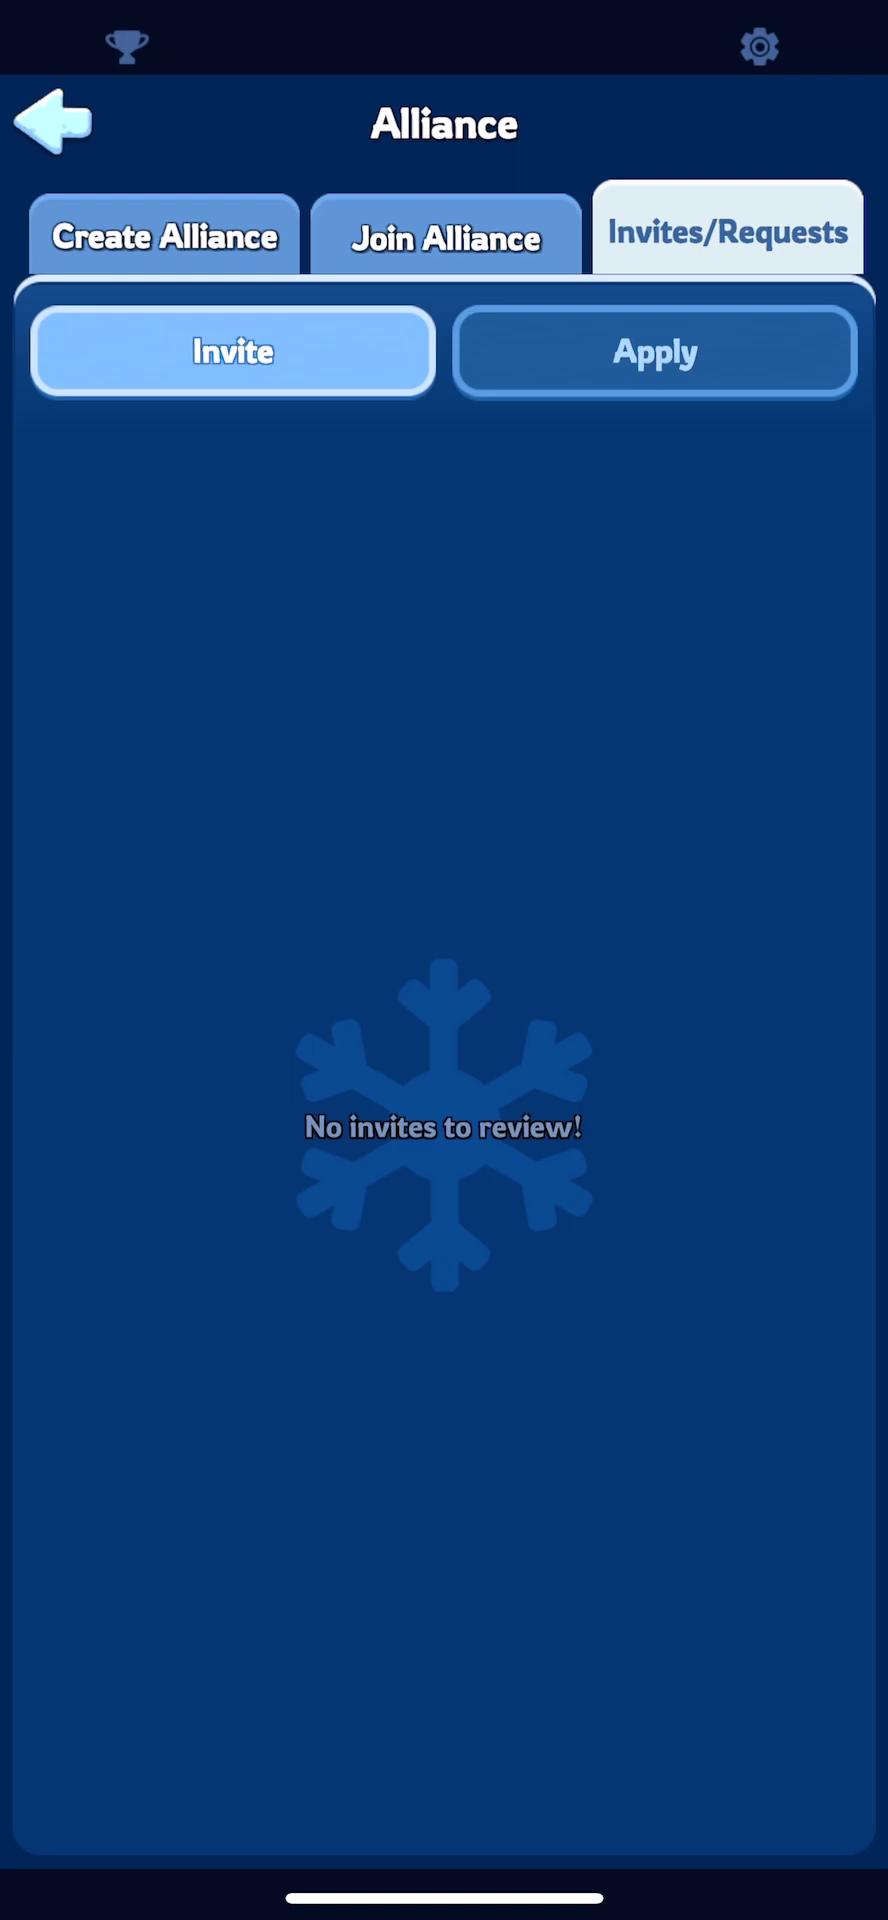 Alliance
Create Alliance
Join Alliance
Invites/Requests
Invite
Apply
No invites to review!